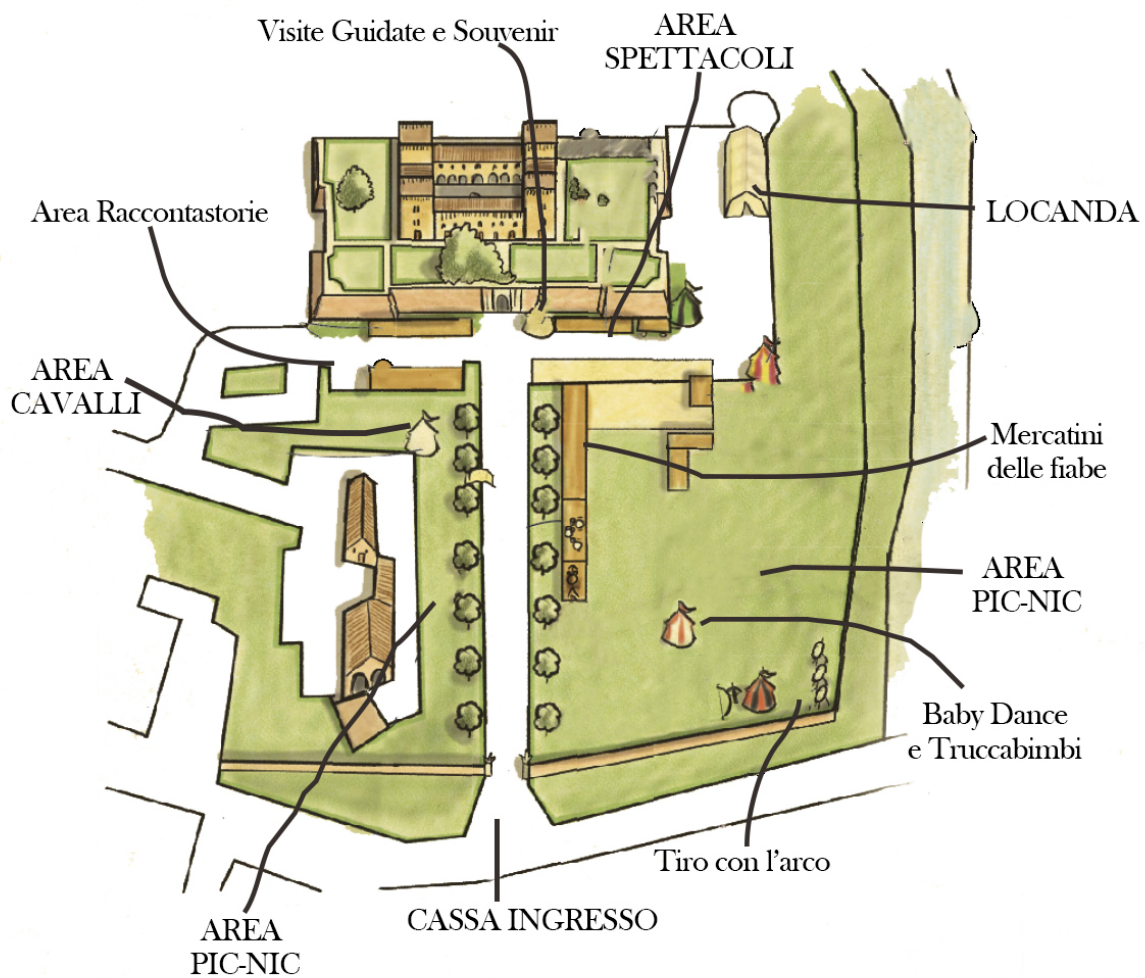 Visite Guidate e Souvenir
AREA
SPETTACOLI
Area Raccontastorie
LOCANDA
AREA
CAVALLI
Mercatini
delle fiabe
AREA
PIC-NIC
Baby Dance
e Truccabimbi
Tiro con l'arco
CASSA INGRESSO
AREA
PIC-NIC